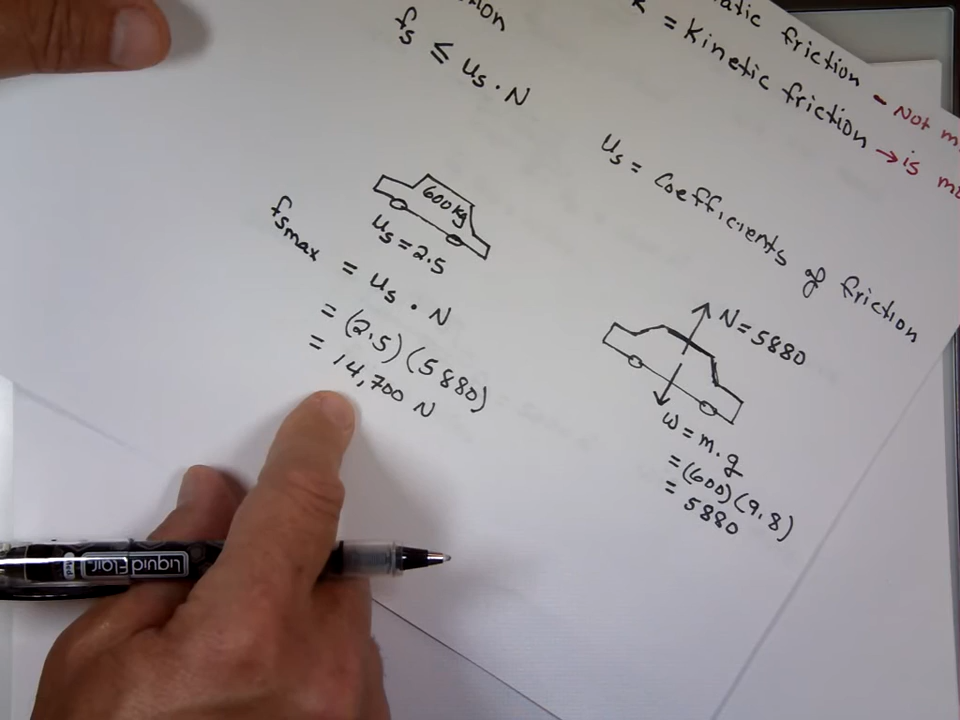 friction - Not
= Kinetic friction → is
fs ≤ us · N
us = coefficients of friction
600 kg
us = 2.5
fsmax = us · N
= (2.5) (5880)
= 14,700 N
N = 5880
w = m.g
= (600) (9.8)
= 5880
Liquid Flair